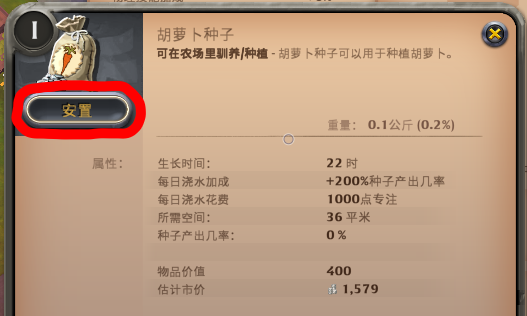 I
胡萝卜种子
可在农场里驯养/种植 - 胡萝卜种子可以用于种植胡萝卜。
安置
重量： 0.1公斤 (0.2%)
属性：
生长时间： 22 时
每日浇水加成 +200%种子产出几率
每日浇水花费 1000点专注
所需空间： 36 平米
种子产出几率： 0 %
物品价值 400
估计市价 1,579